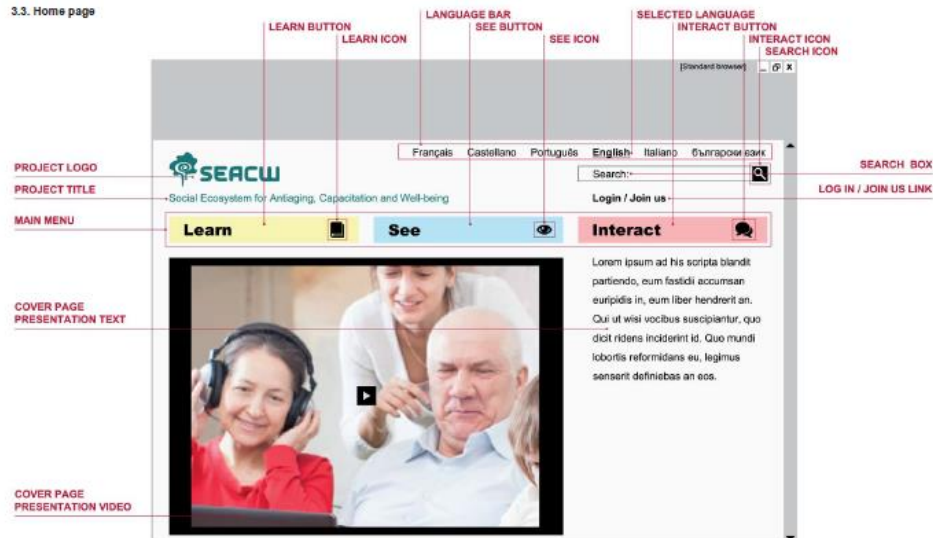 3.3. Home page
LANGUAGE BAR
SELECTED LANGUAGE
LEARN BUTTON
SEE BUTTON
INTERACT BUTTON
LEARN ICON
SEE ICON
INTERACT ICON
SEARCH ICON
[Standard browser]
Français Castellano Português English Italiano български език
PROJECT LOGO
SEACW
Search:
SEARCH BOX
PROJECT TITLE
Social Ecosystem for Antiaging, Capacitation and Well-being
Login / Join us
LOG IN / JOIN US LINK
MAIN MENU
Learn
See
Interact
Lorem ipsum ad his scripta blandit
partiendo, eum fastidii accumsan
euripidis in, eum liber hendrerit an.
Qui ut wisi vocibus suscipiantur, quo
dicit ridens inciderint id. Quo mundi
lobortis reformidans eu, legimus
senserit definiebas an eos.
COVER PAGE
PRESENTATION TEXT
COVER PAGE
PRESENTATION VIDEO